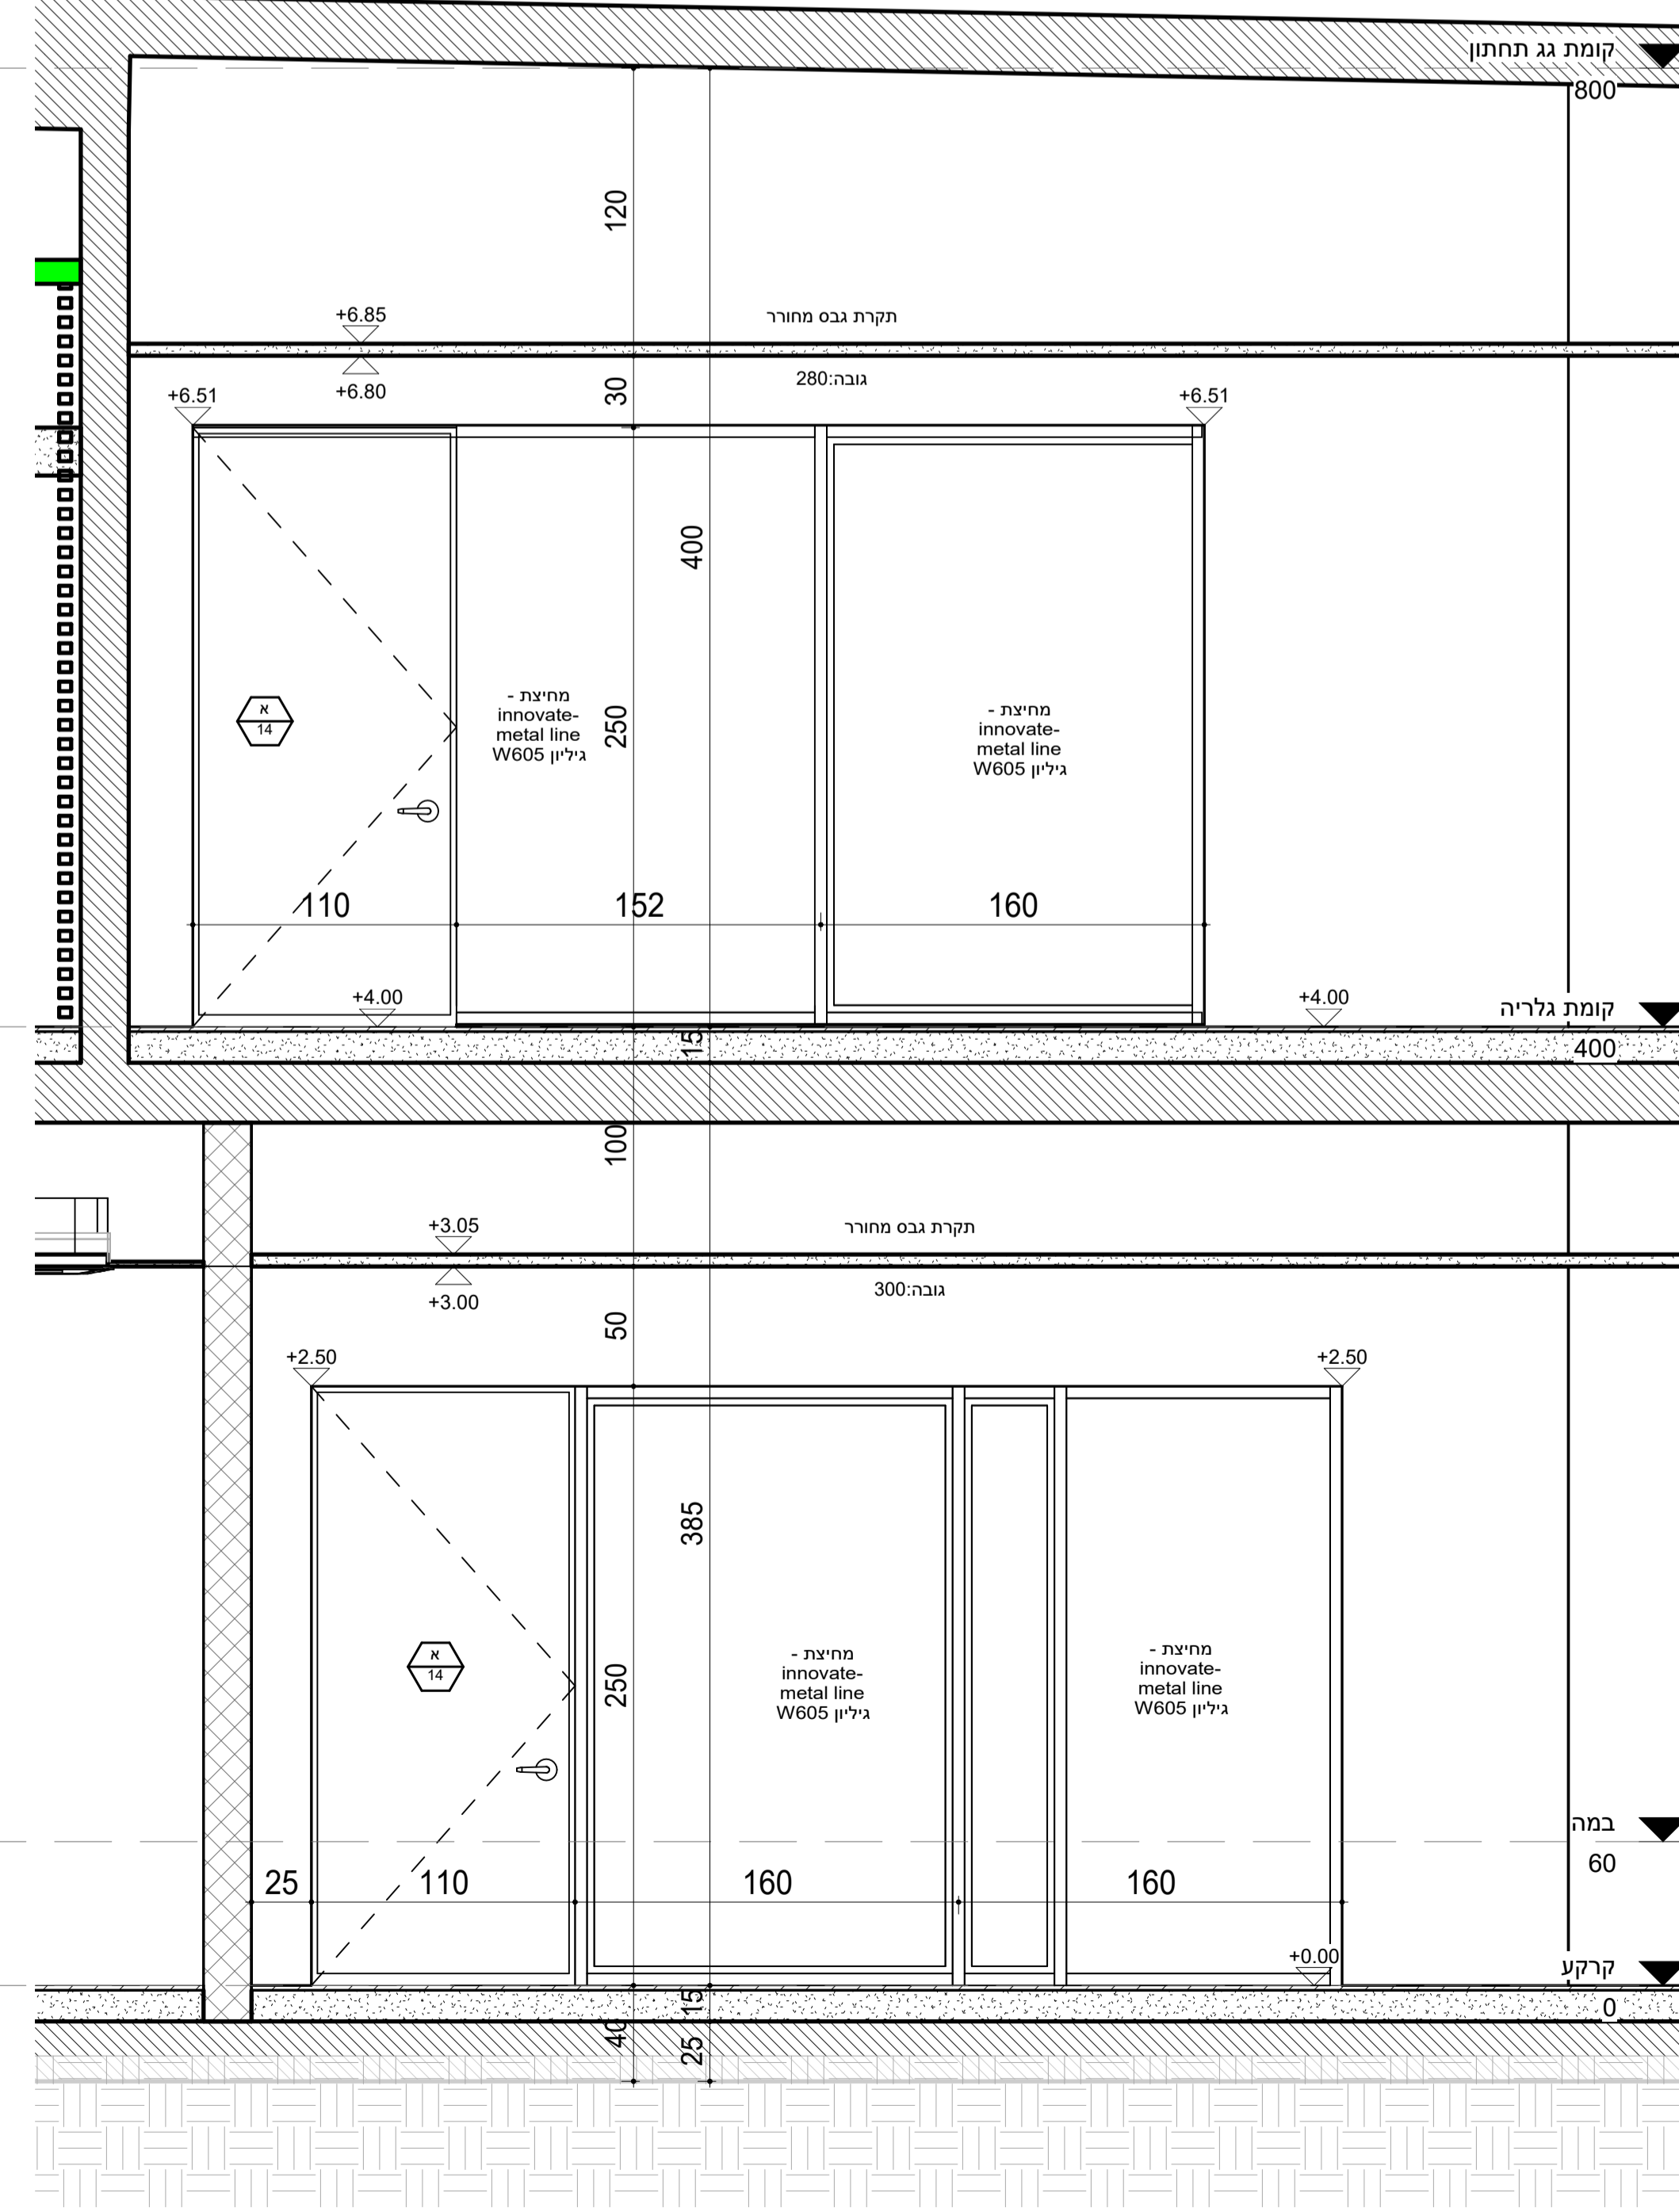 קומת גג תחתון
800
120
+6.85
תקרת גבס מחורר
+6.80
30
גובה:280
+6.51
+6.51
400
מחיצת -
innovate-
metal line
גיליון W605
250
מחיצת -
innovate-
metal line
גיליון W605
א
14
110
152
160
+4.00
+4.00
קומת גלריה
400
15
100
+3.05
תקרת גבס מחורר
+3.00
גובה:300
50
+2.50
+2.50
385
א
14
250
מחיצת -
innovate-
metal line
גיליון W605
מחיצת -
innovate-
metal line
גיליון W605
במה
60
25
110
160
160
+0.00
קרקע
0
15
40
25